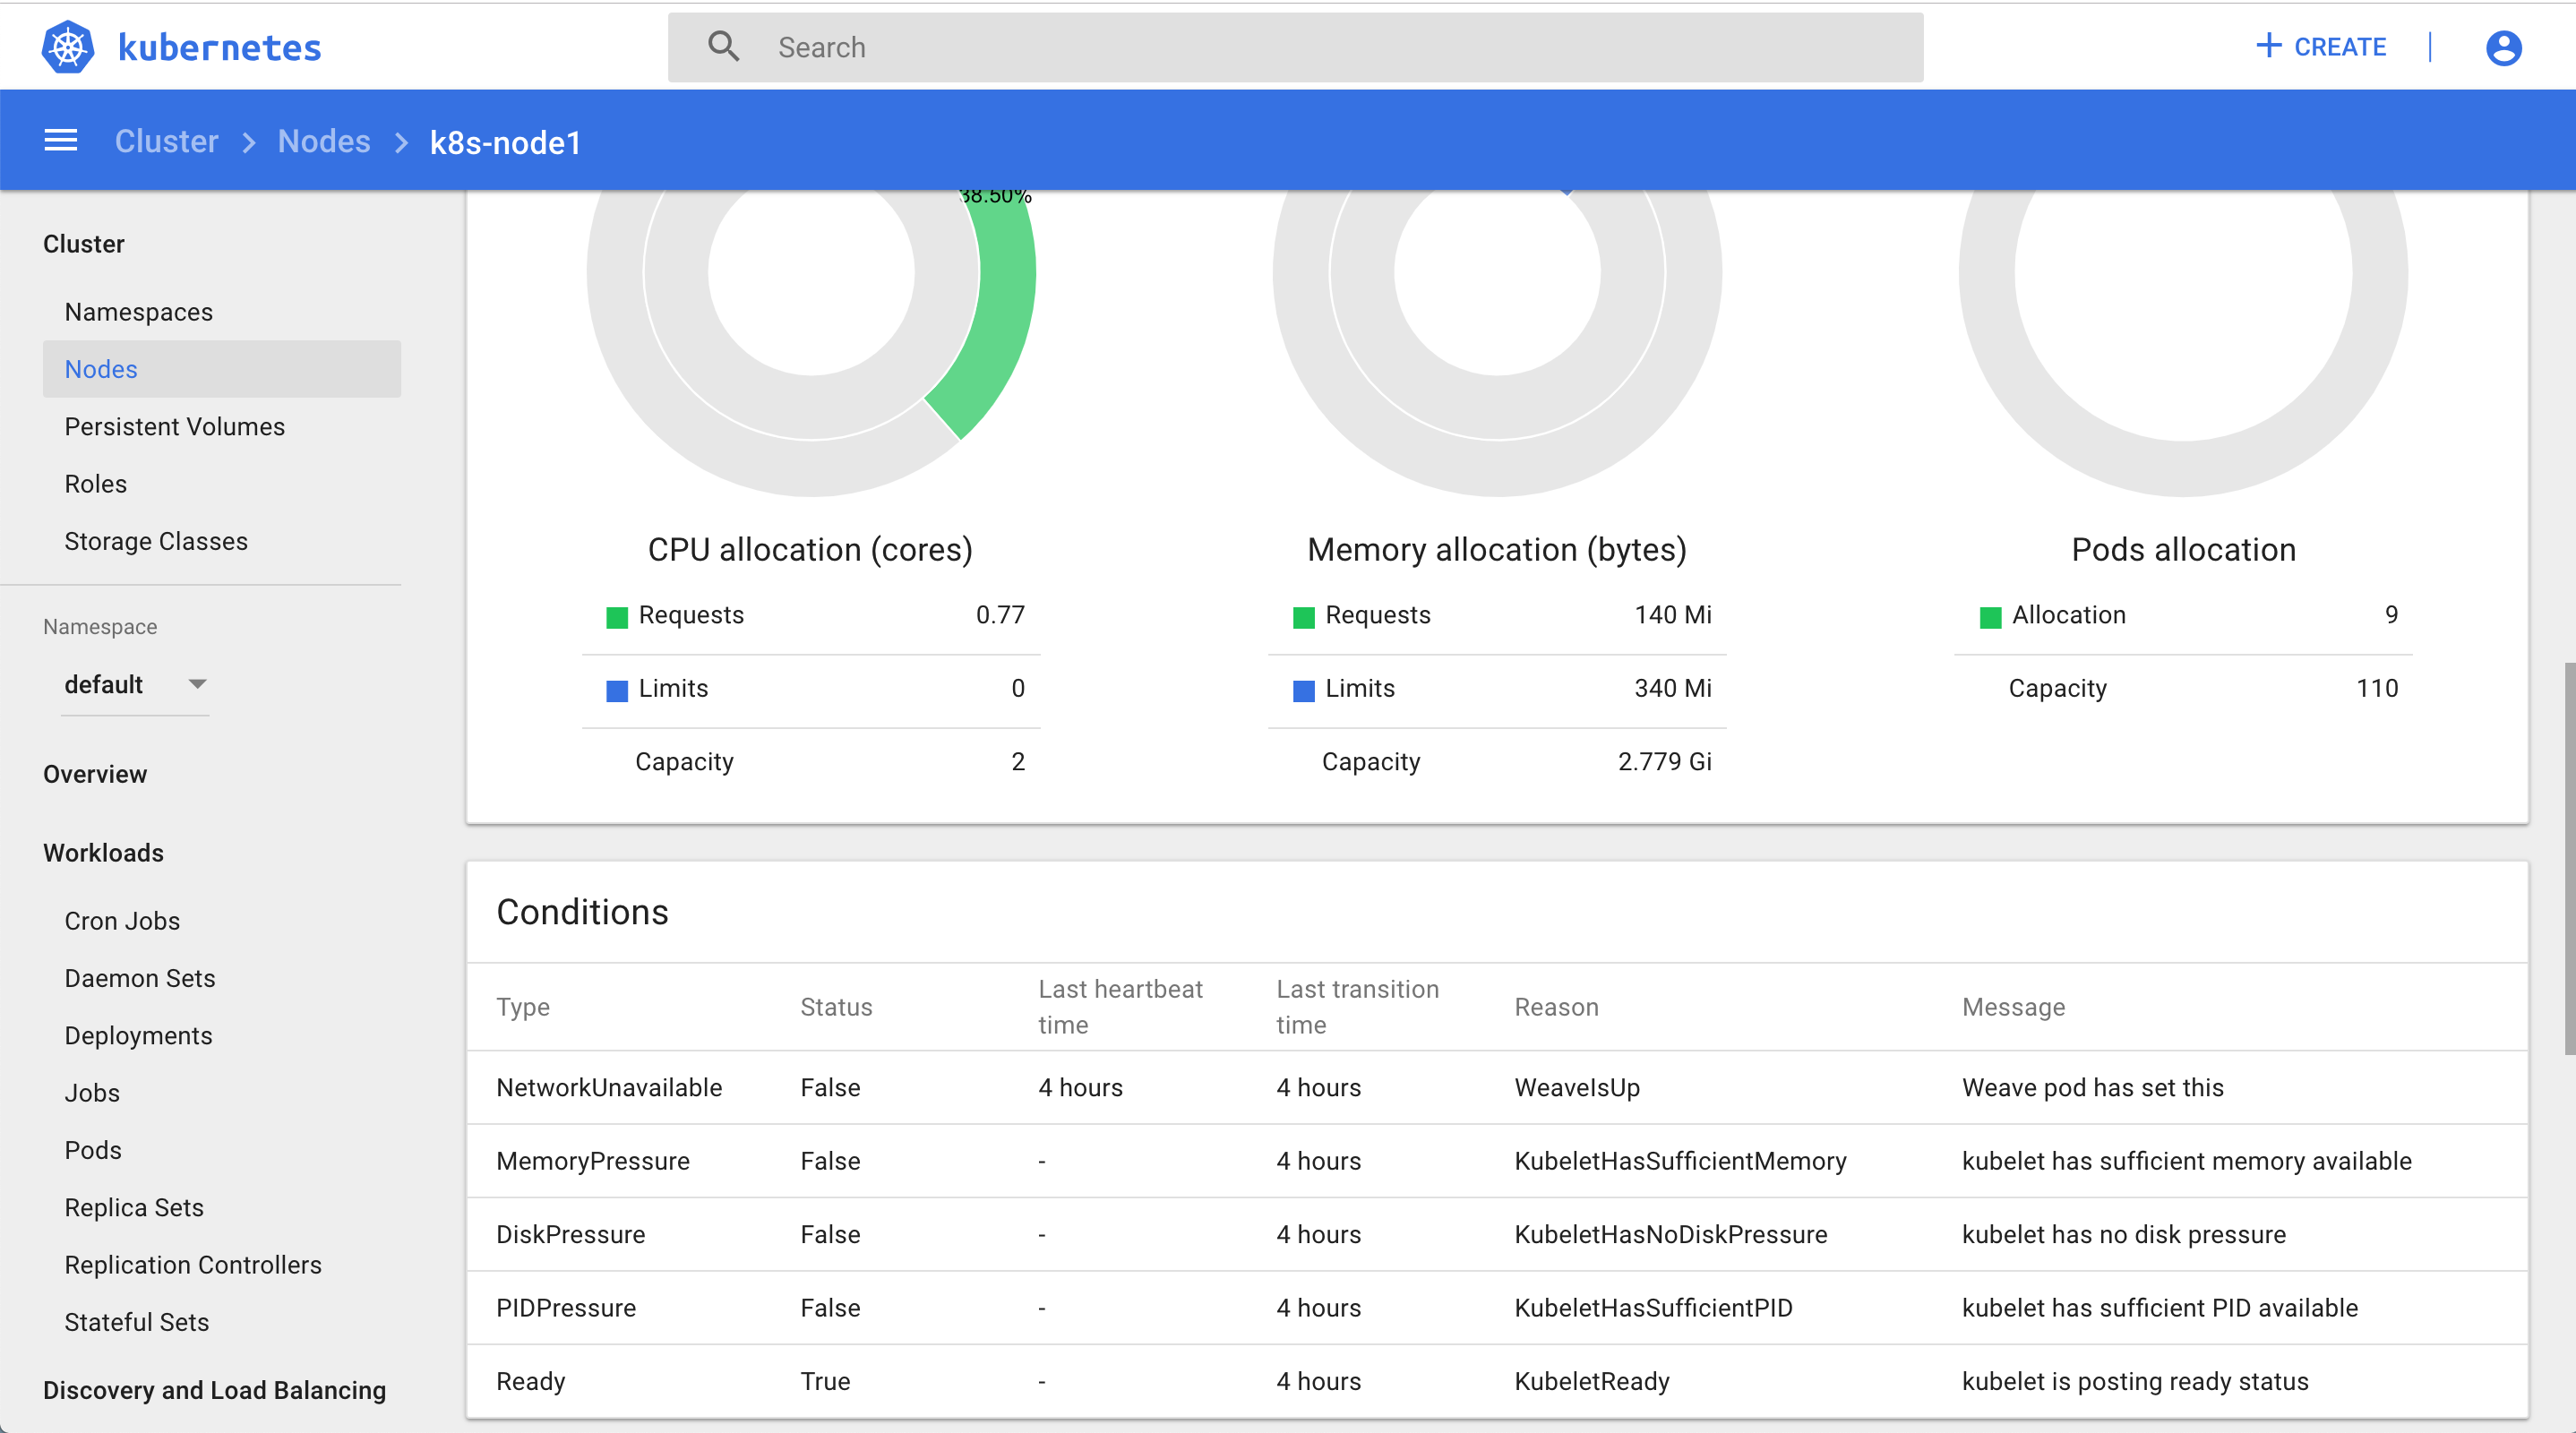 kubernetes
Search
CREATE
Cluster
Nodes
k8s-node1
Cluster
Namespaces
Nodes
Persistent Volumes
Roles
Storage Classes
Namespace
default
Overview
Workloads
Cron Jobs
Daemon Sets
Deployments
Jobs
Pods
Replica Sets
Replication Controllers
Stateful Sets
Discovery and Load Balancing
38.50%
CPU allocation (cores)
Requests 0.77
Limits 0
Capacity 2
Memory allocation (bytes)
Requests 140 Mi
Limits 340 Mi
Capacity 2.779 Gi
Pods allocation
Allocation 9
Capacity 110
Conditions
Type Status Last heartbeat time Last transition time Reason Message
NetworkUnavailable False 4 hours 4 hours WeaveIsUp Weave pod has set this
MemoryPressure False - 4 hours KubeletHasSufficientMemory kubelet has sufficient memory available
DiskPressure False - 4 hours KubeletHasNoDiskPressure kubelet has no disk pressure
PIDPressure False - 4 hours KubeletHasSufficientPID kubelet has sufficient PID available
Ready True - 4 hours KubeletReady kubelet is posting ready status